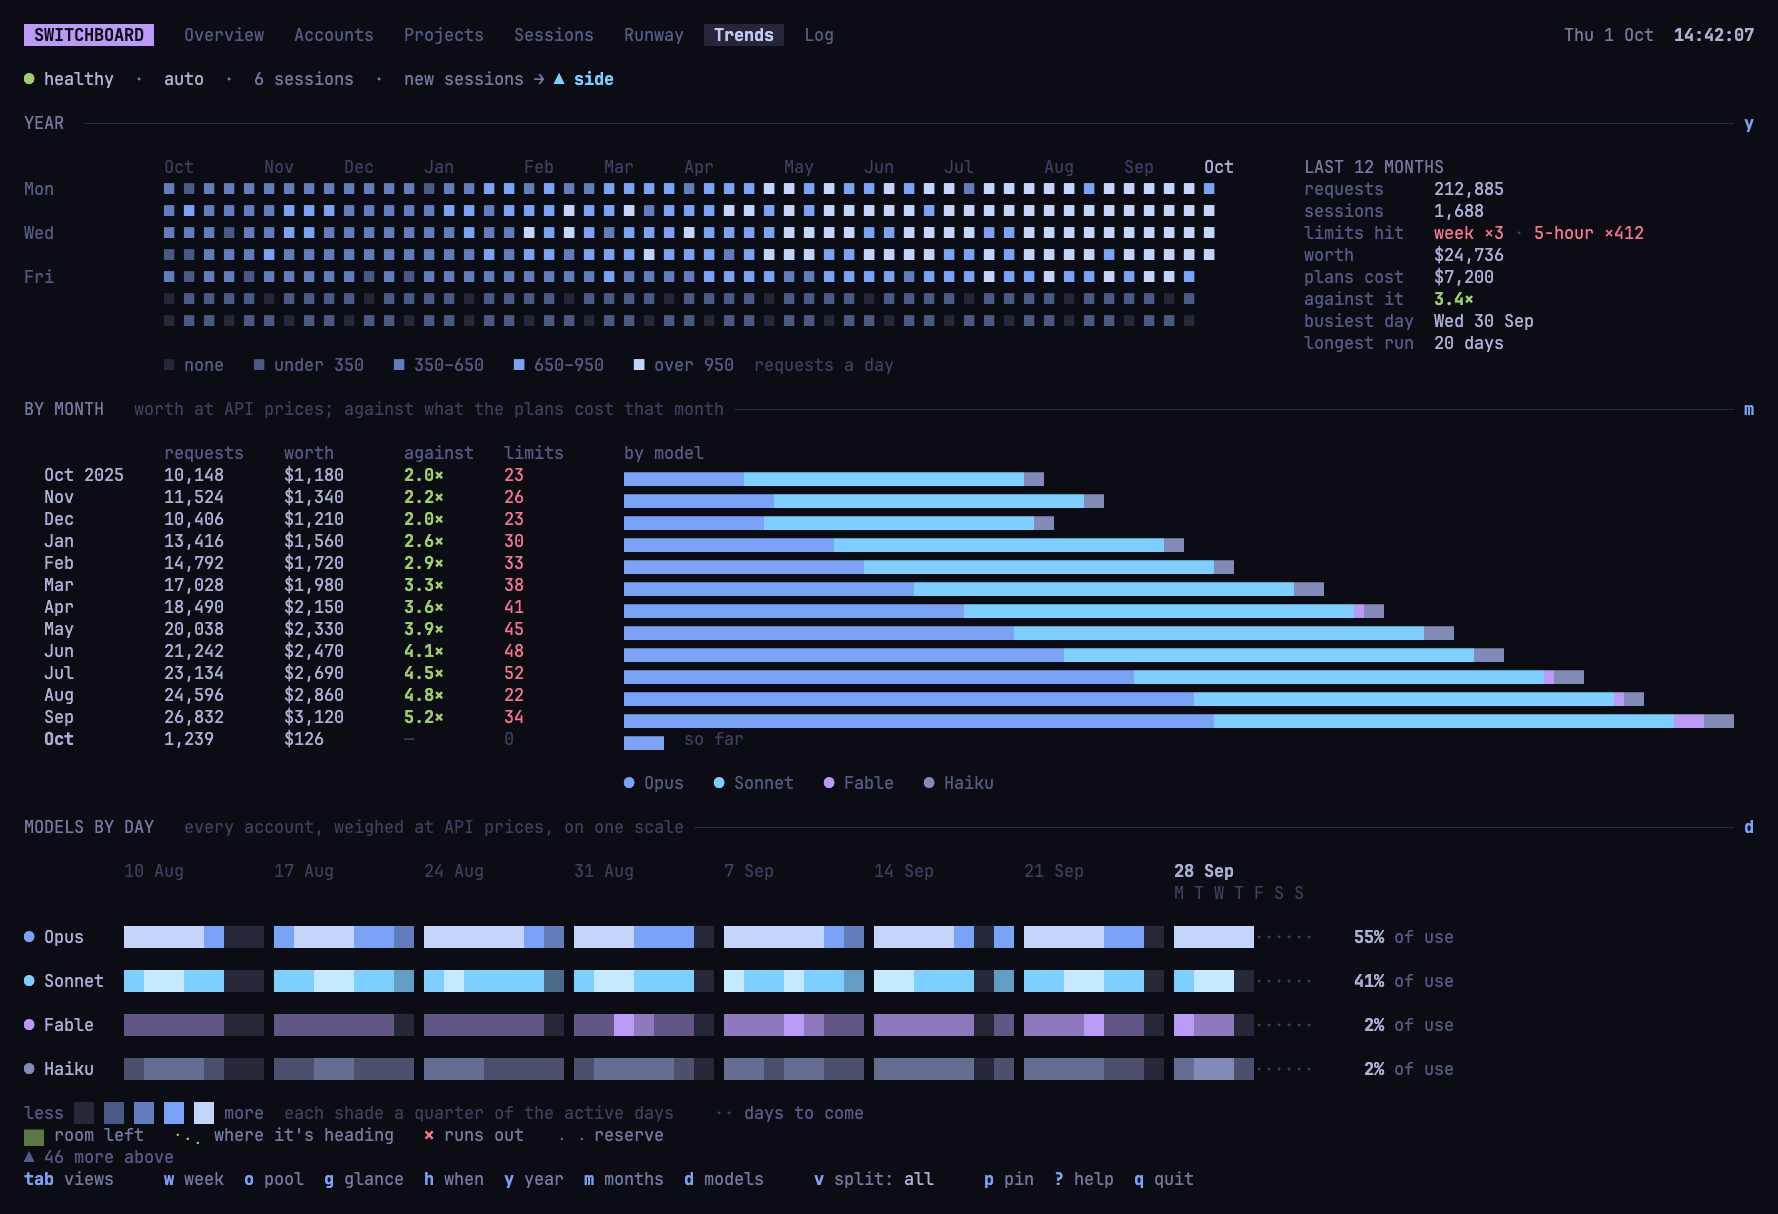 SWITCHBOARD Overview Accounts Projects Sessions Runway Trends Log Thu 1 Oct 14:42:07
● healthy · auto · 6 sessions · new sessions → ▲ side
YEAR y
Oct Nov Dec Jan Feb Mar Apr May Jun Jul Aug Sep Oct LAST 12 MONTHS
Mon requests 212,885
sessions 1,688
Wed limits hit week ×3 · 5-hour ×412
worth $24,736
Fri plans cost $7,200
against it 3.4×
busiest day Wed 30 Sep
longest run 20 days
none under 350 350–650 650–950 over 950 requests a day
BY MONTH worth at API prices; against what the plans cost that month m
requests worth against limits by model
Oct 2025 10,148 $1,180 2.0× 23
Nov 11,524 $1,340 2.2× 26
Dec 10,406 $1,210 2.0× 23
Jan 13,416 $1,560 2.6× 30
Feb 14,792 $1,720 2.9× 33
Mar 17,028 $1,980 3.3× 38
Apr 18,490 $2,150 3.6× 41
May 20,038 $2,330 3.9× 45
Jun 21,242 $2,470 4.1× 48
Jul 23,134 $2,690 4.5× 52
Aug 24,596 $2,860 4.8× 22
Sep 26,832 $3,120 5.2× 34
Oct 1,239 $126 — 0 so far
● Opus ● Sonnet ● Fable ● Haiku
MODELS BY DAY every account, weighed at API prices, on one scale d
10 Aug 17 Aug 24 Aug 31 Aug 7 Sep 14 Sep 21 Sep 28 Sep
M T W T F S S
● Opus 55% of use
● Sonnet 41% of use
● Fable 2% of use
● Haiku 2% of use
less more each shade a quarter of the active days ·· days to come
room left where it's heading × runs out reserve
▲ 46 more above
tab views w week o pool g glance h when y year m months d models v split: all p pin ? help q quit